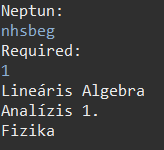 Neptun:
nhsbeg
Required:
1
Lineáris Algebra
Analízis 1.
Fizika